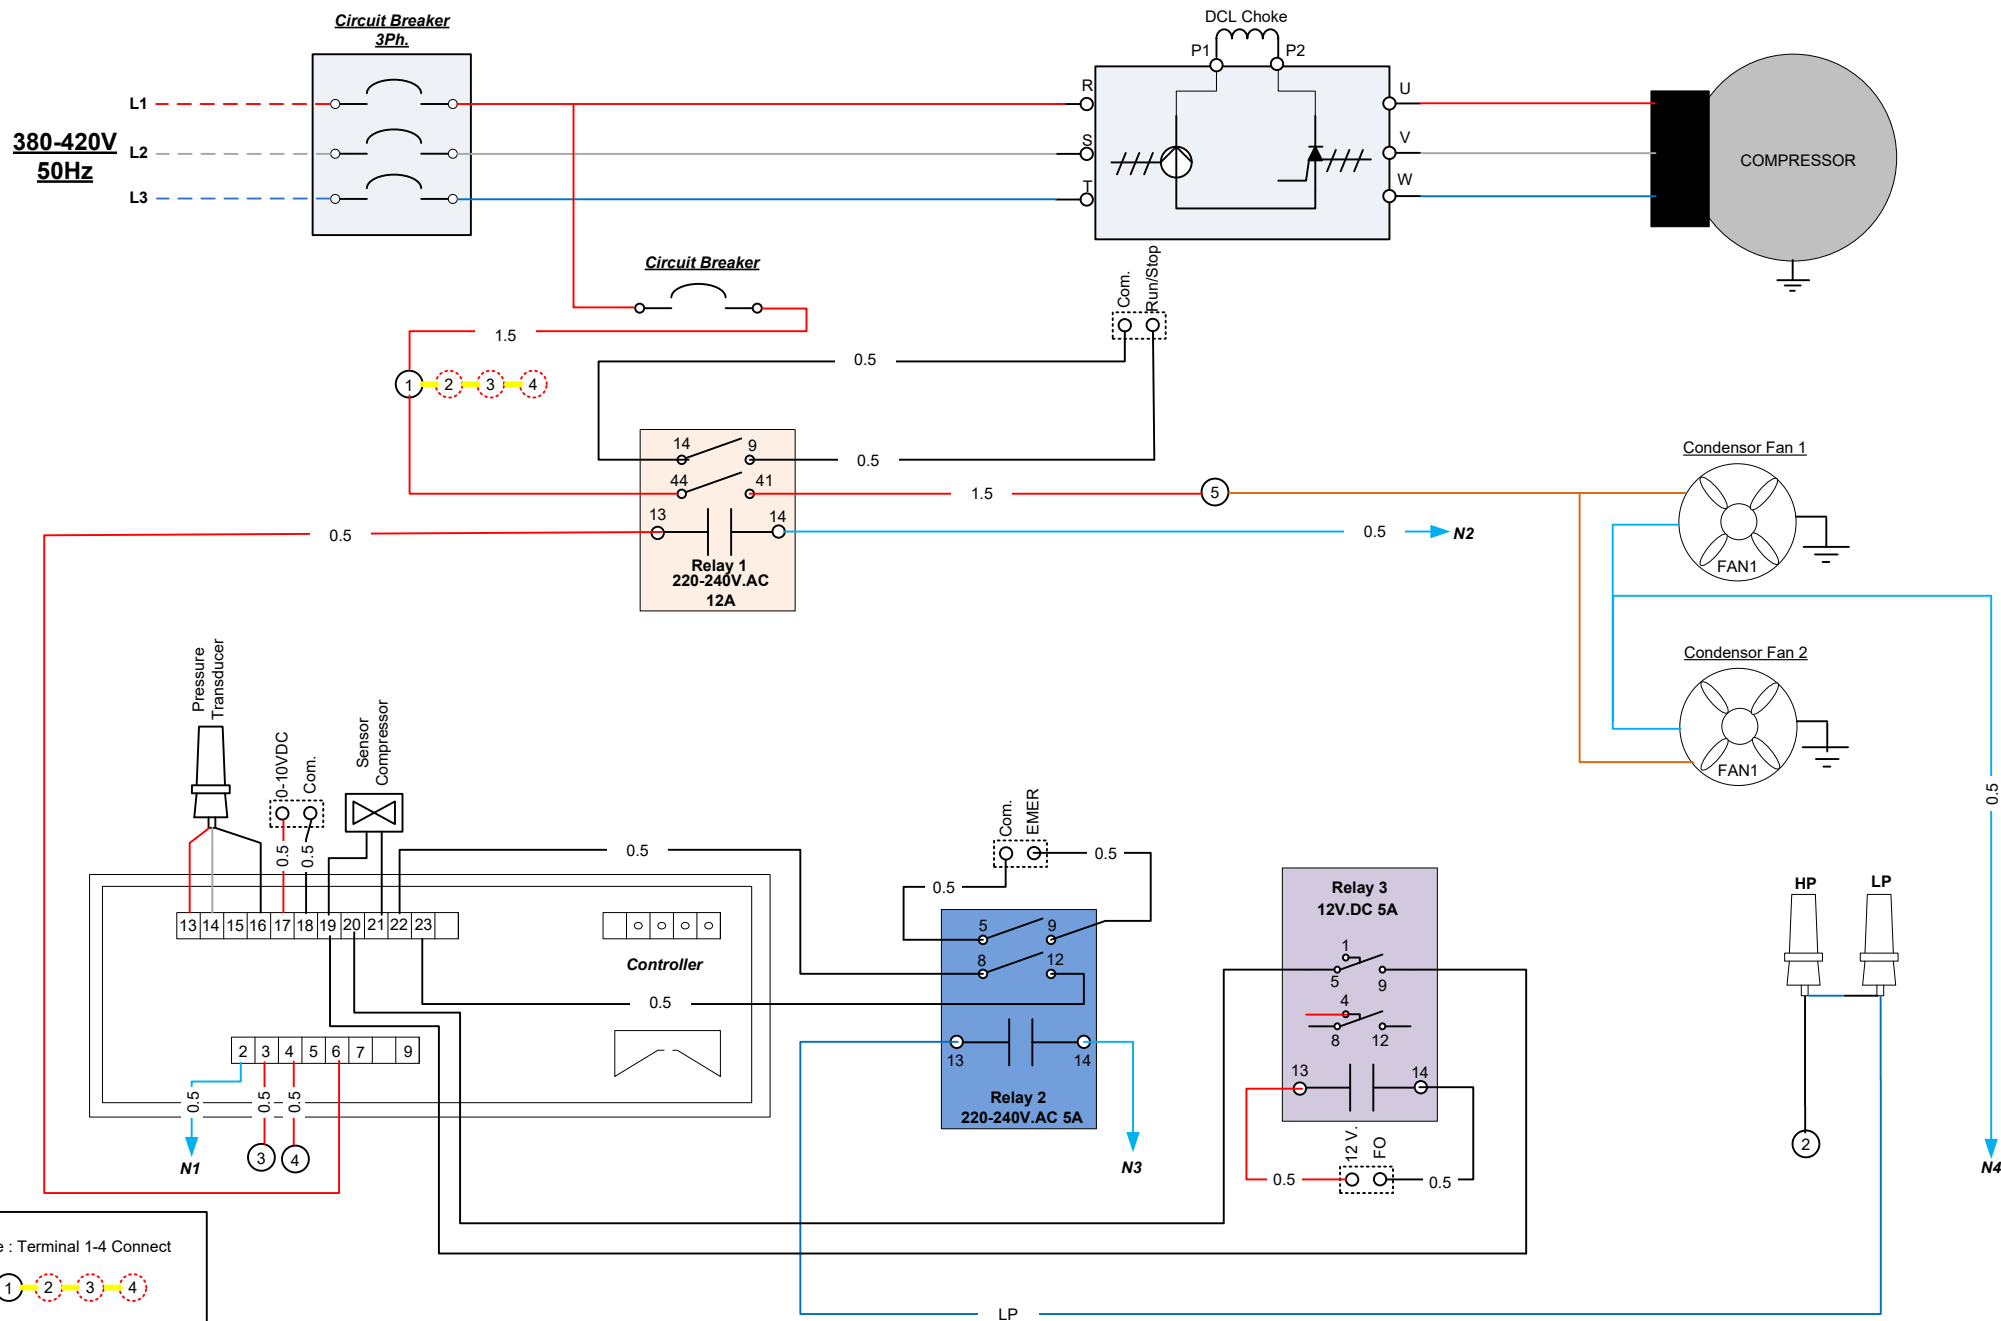 Circuit Breaker
3Ph.
DCL Choke
P1
P2
L1
R
U
380-420V
50Hz
L2
S
V
COMPRESSOR
L3
T
W
Circuit Breaker
Com.
Run/Stop
1.5
0.5
1
2
3
4
14
9
0.5
44
41
1.5
5
13
14
0.5
0.5
N2
Relay 1
220-240V.AC
12A
Condensor Fan 1
FAN1
Condensor Fan 2
FAN1
0.5
N4
Pressure
Transducer
0-10VDC
Com.
Sensor
Compressor
0.5
0.5
0.5
13
14
15
16
17
18
19
20
21
22
23
Controller
0.5
2
3
4
5
6
7
9
0.5
0.5
0.5
N1
3
4
Com.
EMER
0.5
0.5
5
9
8
12
13
14
Relay 2
220-240V.AC 5A
N3
Relay 3
12V.DC 5A
1
5
9
4
8
12
13
14
12 V.
FO
0.5
0.5
HP
LP
2
e : Terminal 1-4 Connect
1
2
3
4
LP